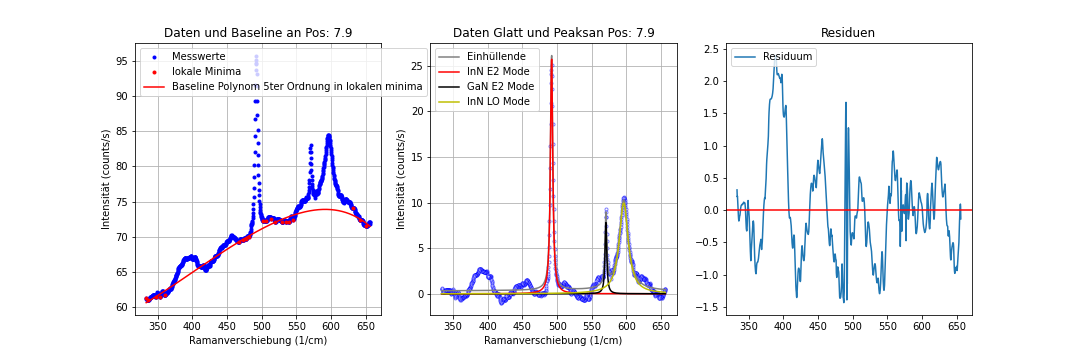 Daten und Baseline an Pos: 7.9
Messwerte
lokale Minima
Baseline Polynom 5ter Ordnung in lokalen minima
Intensität (counts/s)
95
90
85
80
75
70
65
60
350 400 450 500 550 600 650
Ramanverschiebung (1/cm)
Daten Glatt und Peaksan Pos: 7.9
Einhüllende
InN E2 Mode
GaN E2 Mode
InN LO Mode
Intensität (counts/s)
25
20
15
10
5
0
350 400 450 500 550 600 650
Ramanverschiebung (1/cm)
Residuen
Residuum
2.5
2.0
1.5
1.0
0.5
0.0
−0.5
−1.0
−1.5
350 400 450 500 550 600 650